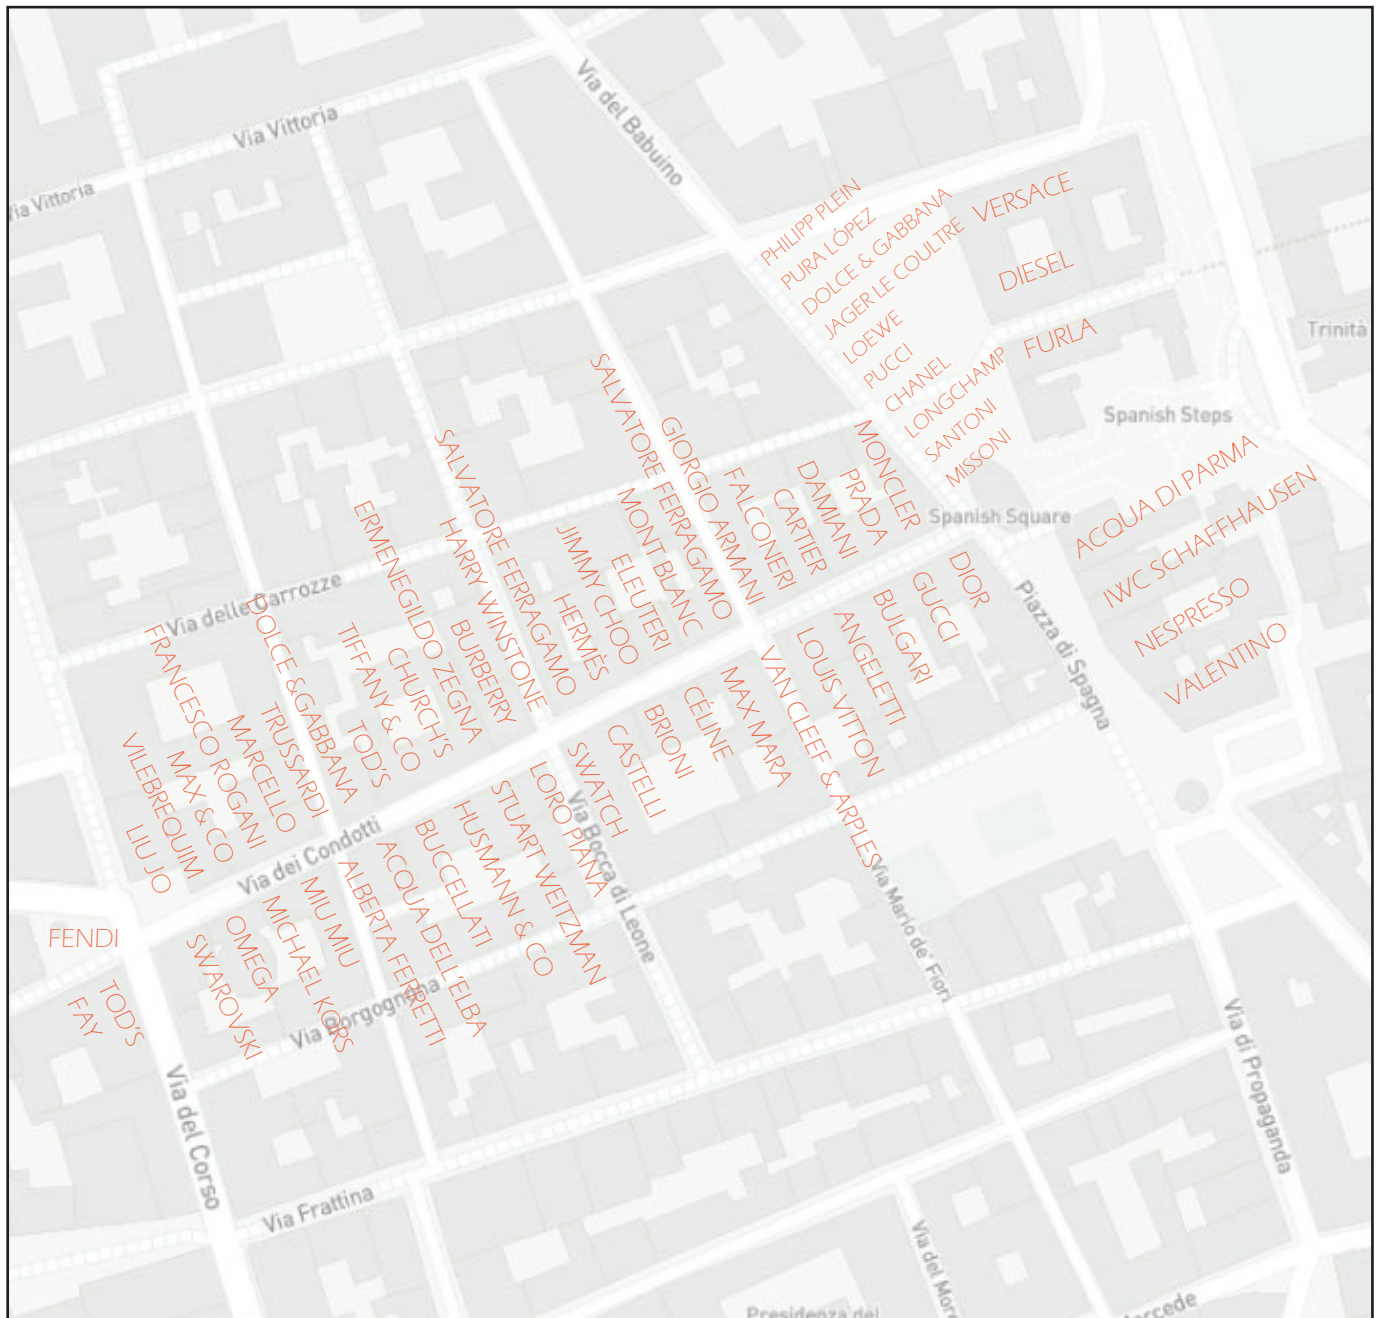 Via Vittoria
Via Vittoria
Via del Babuino
PHILIPP PLEIN
PURA LÓPEZ
DOLCE & GABBANA
JAGER LE COULTRE
VERSACE
LOEWE
DIESEL
PUCCI
CHANEL
LONGCHAMP
FURLA
SANTONI
MISSONI
Trinità
Spanish Steps
Spanish Square
ACQUA DI PARMA
IWC SCHAFFHAUSEN
NESPRESSO
VALENTINO
Piazza di Spagna
MONCLER
PRADA
DAMIANI
CARTIER
FALCONERI
GIORGIO ARMANI
SALVATORE FERRAGAMO
MONT BLANC
ELEUTERI
JIMMY CHOO
HERMÈS
SALVATORE FERRAGAMO
HARRY WINSTONE
BURBERRY
ERMENEGILDO ZEGNA
CHURCH'S
TIFFANY & CO
TOD'S
Via delle Carrozze
DOLCE &GABBANA
TRUSSARDI
MARCELLO
FRANCESCO ROGANI
MAX & CO
VILEBREQUIM
LIU JO
DIOR
GUCCI
BULGARI
ANGELETTI
LOUIS VITTON
VAN CLEEF & ARPLES
MAX MARA
CÉLINE
BRIONI
CASTELLI
SWATCH
LORO PIANA
STUART WEITZMAN
HUSMANN & CO
BUCCELLATI
ACQUA DELL'ELBA
ALBERTA FERRETTI
MIU MIU
MICHAEL KORS
OMEGA
SWAROVSKI
Via dei Condotti
Via Bocca di Leone
Via Mario de' Fiori
FENDI
TOD'S
FAY
Via Borgognona
Via del Corso
Via di Propaganda
Via Frattina
Via del Mor
Presidenza del
ercede